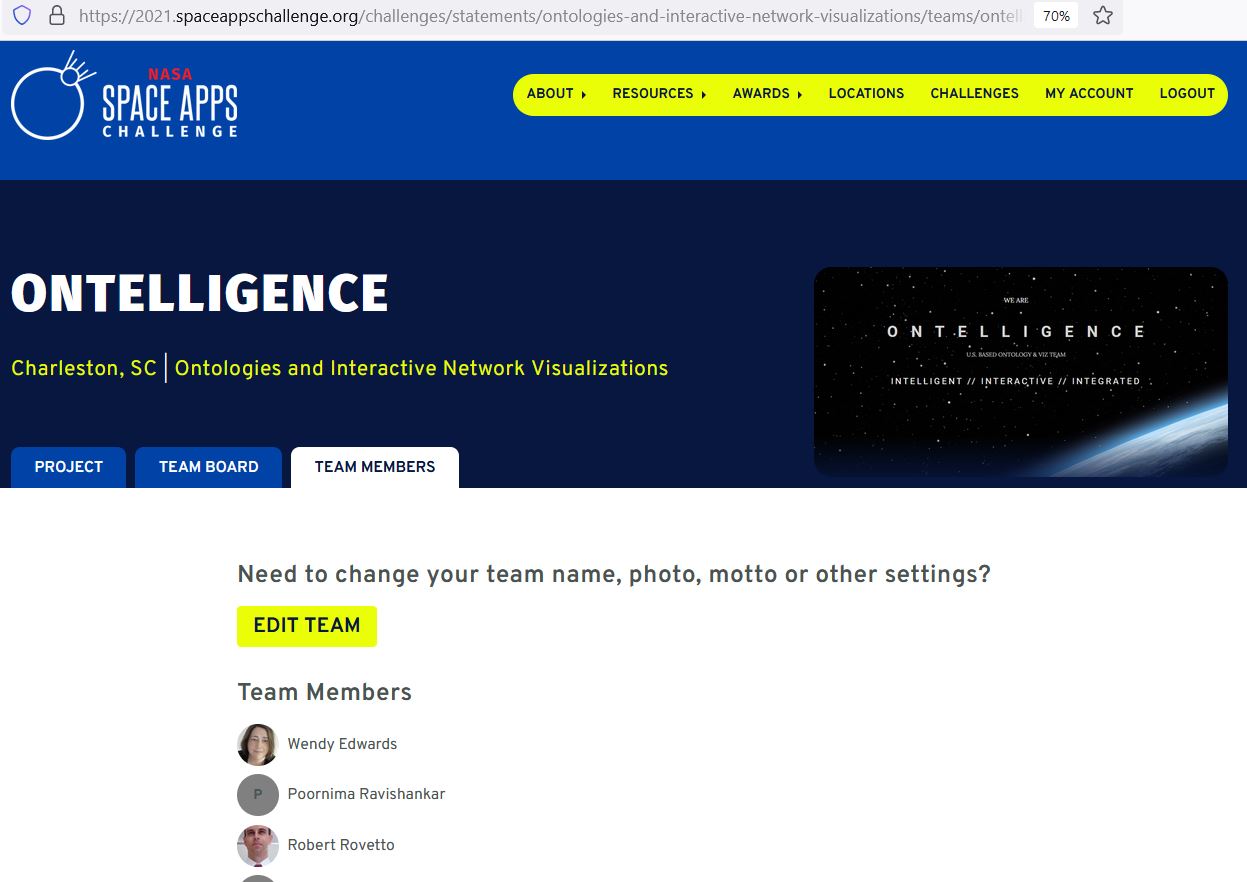 https://2021.spaceappschallenge.org/challenges/statements/ontologies-and-interactive-network-visualizations/teams/ontel
70%
NASA
SPACE APPS
CHALLENGE
ABOUT RESOURCES AWARDS LOCATIONS CHALLENGES MY ACCOUNT LOGOUT
ONTELLIGENCE
Charleston, SC | Ontologies and Interactive Network Visualizations
WE ARE
ONTELLIGENCE
U.S. BASED ONTOLOGY & VIZ TEAM
INTELLIGENT // INTERACTIVE // INTEGRATED
PROJECT TEAM BOARD TEAM MEMBERS
Need to change your team name, photo, motto or other settings?
EDIT TEAM
Team Members
Wendy Edwards
P Poornima Ravishankar
Robert Rovetto